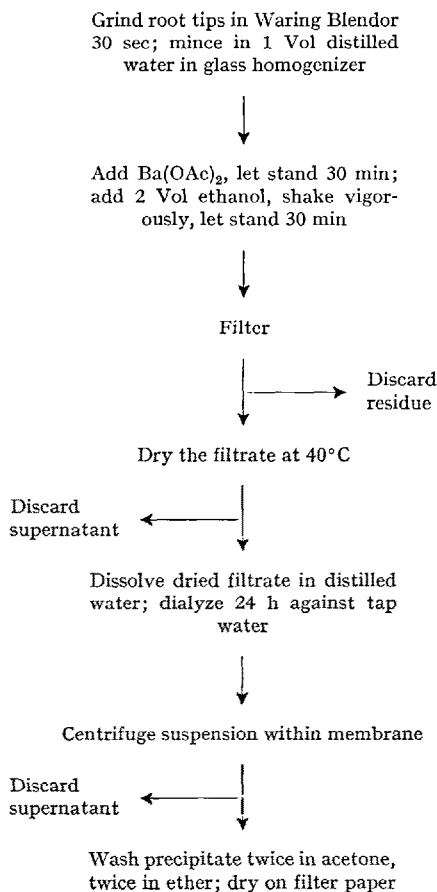 Grind root tips in Waring Blendor
30 sec; mince in 1 Vol distilled
water in glass homogenizer
Add Ba(OAc)₂, let stand 30 min;
add 2 Vol ethanol, shake vigor-
ously, let stand 30 min
Filter
Discard
residue
Dry the filtrate at 40°C
Discard
supernatant
Dissolve dried filtrate in distilled
water; dialyze 24 h against tap
water
Centrifuge suspension within membrane
Discard
supernatant
Wash precipitate twice in acetone,
twice in ether; dry on filter paper